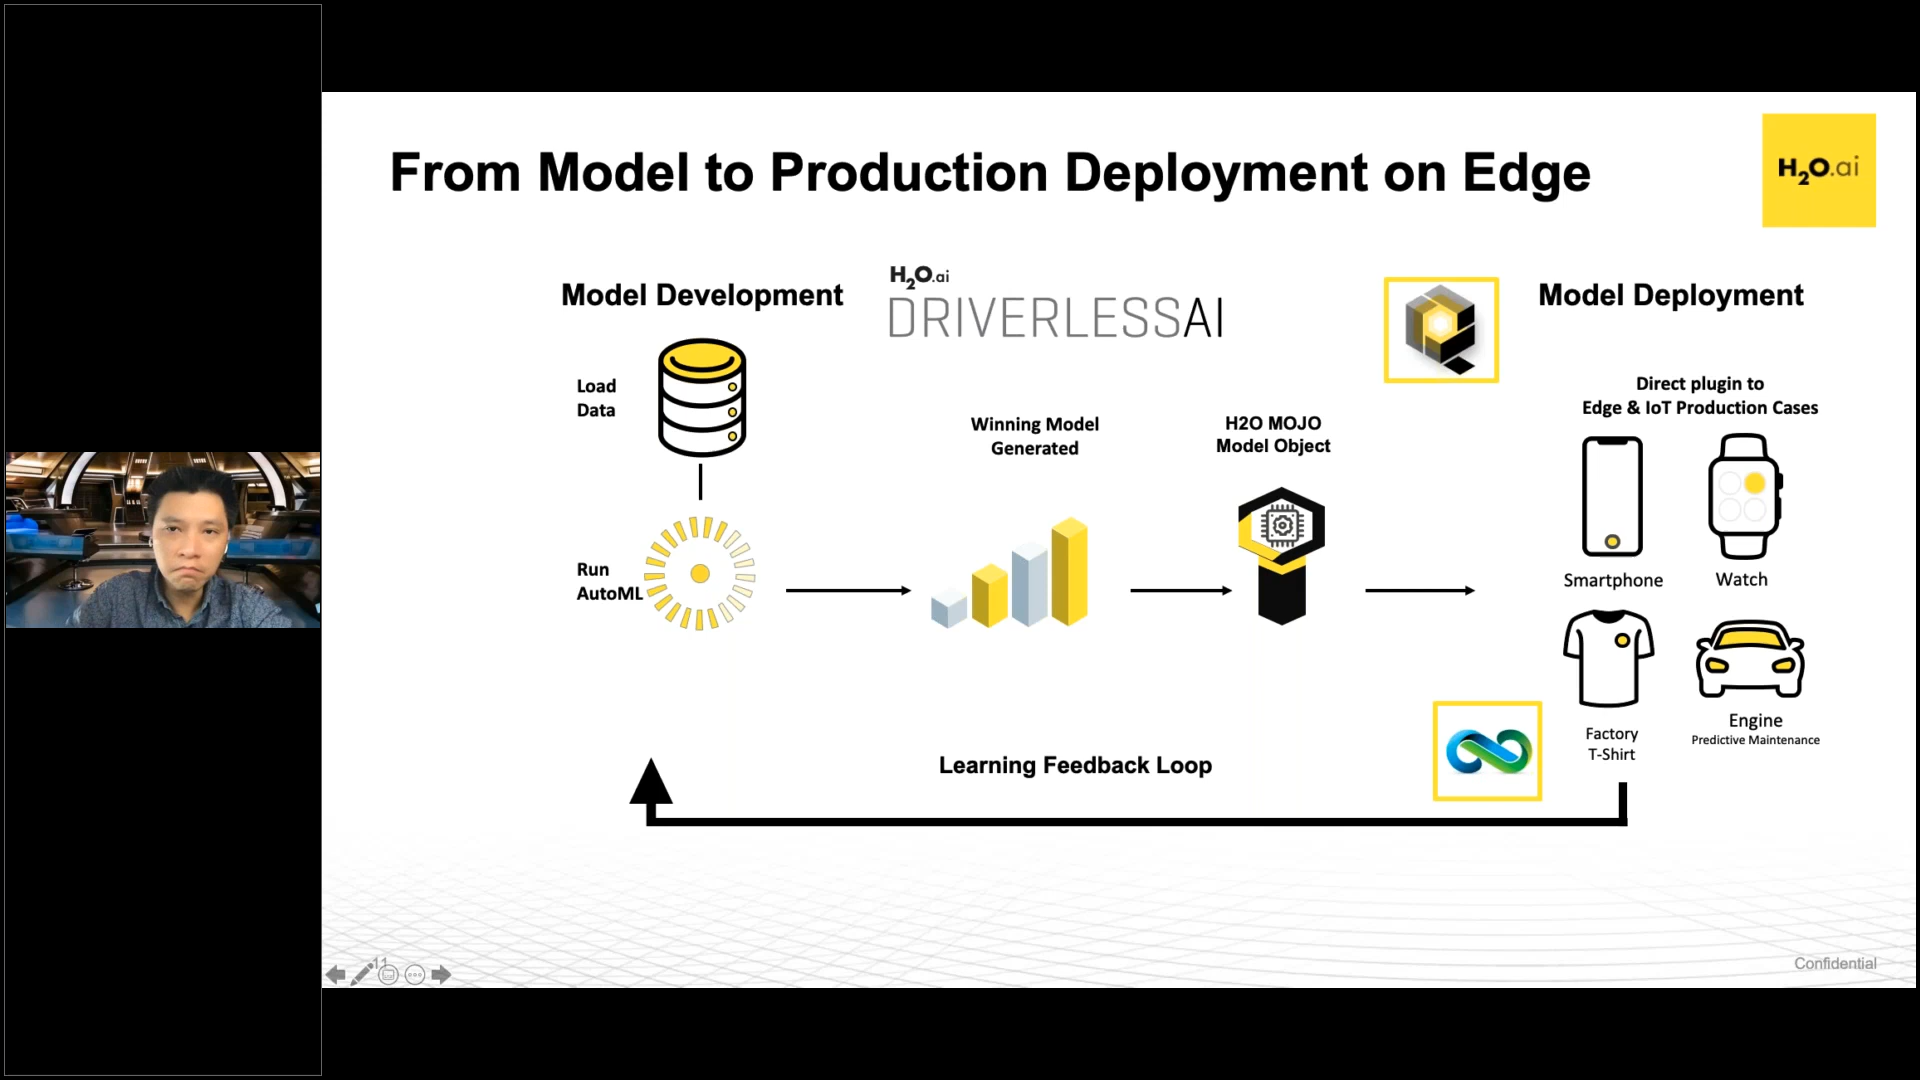 From Model to Production Deployment on Edge
H2O.ai
Model Development
H2O.ai
DRIVERLESSAI
Model Deployment
Load
Data
Direct plugin to
Edge & IoT Production Cases
Winning Model
Generated
H2O MOJO
Model Object
Run
AutoML
Smartphone
Watch
Factory
T-Shirt
Engine
Predictive Maintenance
Learning Feedback Loop
11
Confidential